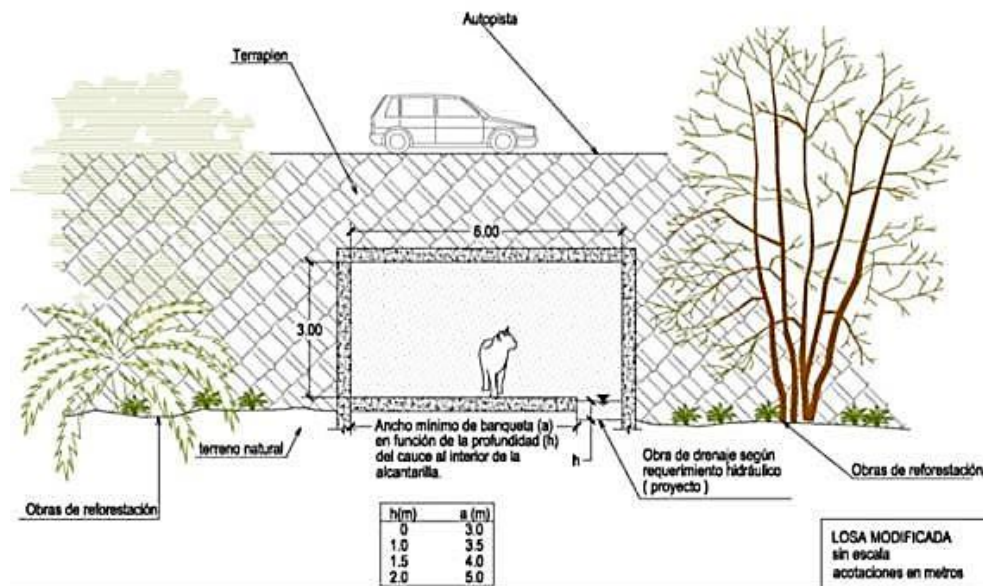 Autopista
Terraplen
6.00
3.00
Ancho mínimo de banqueta (a)
en función de la profundidad (h)
del cauce al interior de la
alcantarilla.
h
terreno natural
Obra de drenaje según
requerimiento hidráulico
( proyecto )
Obras de reforestación
Obras de reforestación
h(m) a (m)
0 3.0
1.0 3.5
1.5 4.0
2.0 5.0
LOSA MODIFICADA
sin escala
acotaciones en metros